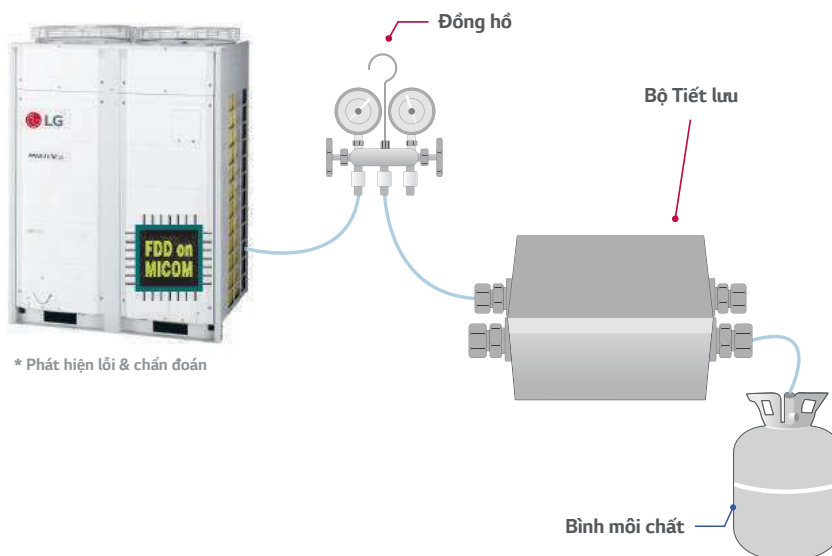 Đồng hồ
Bộ Tiết lưu
LG
FDD on
MICOM
* Phát hiện lỗi & chẩn đoán
Bình môi chất